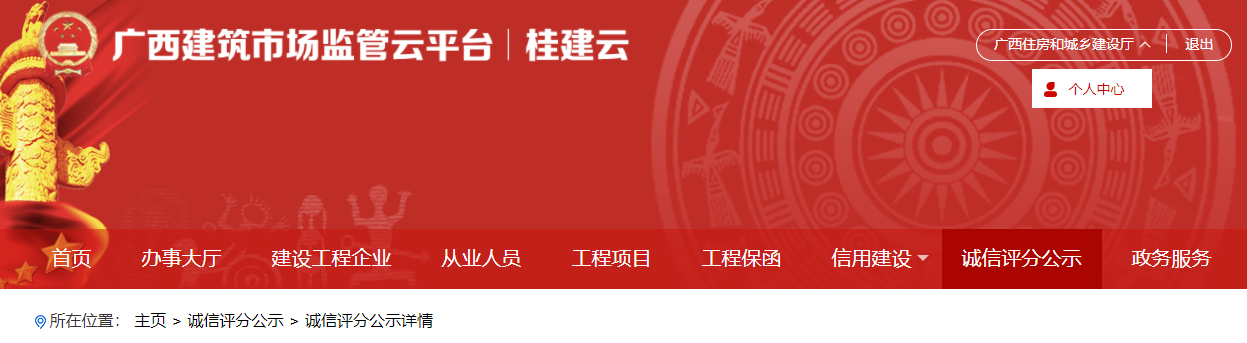 广西建筑市场监管云平台|桂建云
广西住房和城乡建设厅 | 退出
个人中心
首页 办事大厅 建设工程企业 从业人员 工程项目 工程保函 信用建设 诚信评分公示 政务服务
所在位置： 主页 > 诚信评分公示 > 诚信评分公示详情